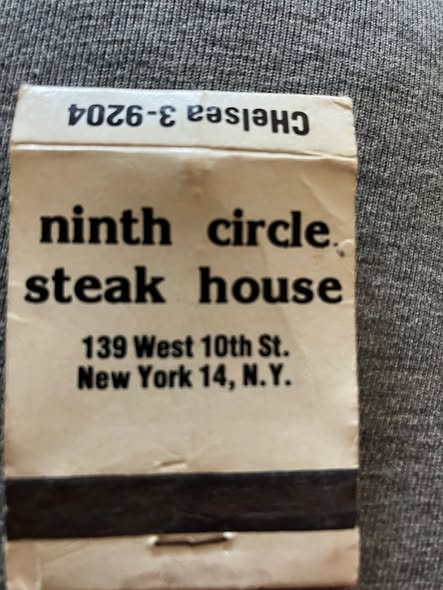 CHelsea 3-9204
ninth circle
steak house
139 West 10th St.
New York 14, N.Y.